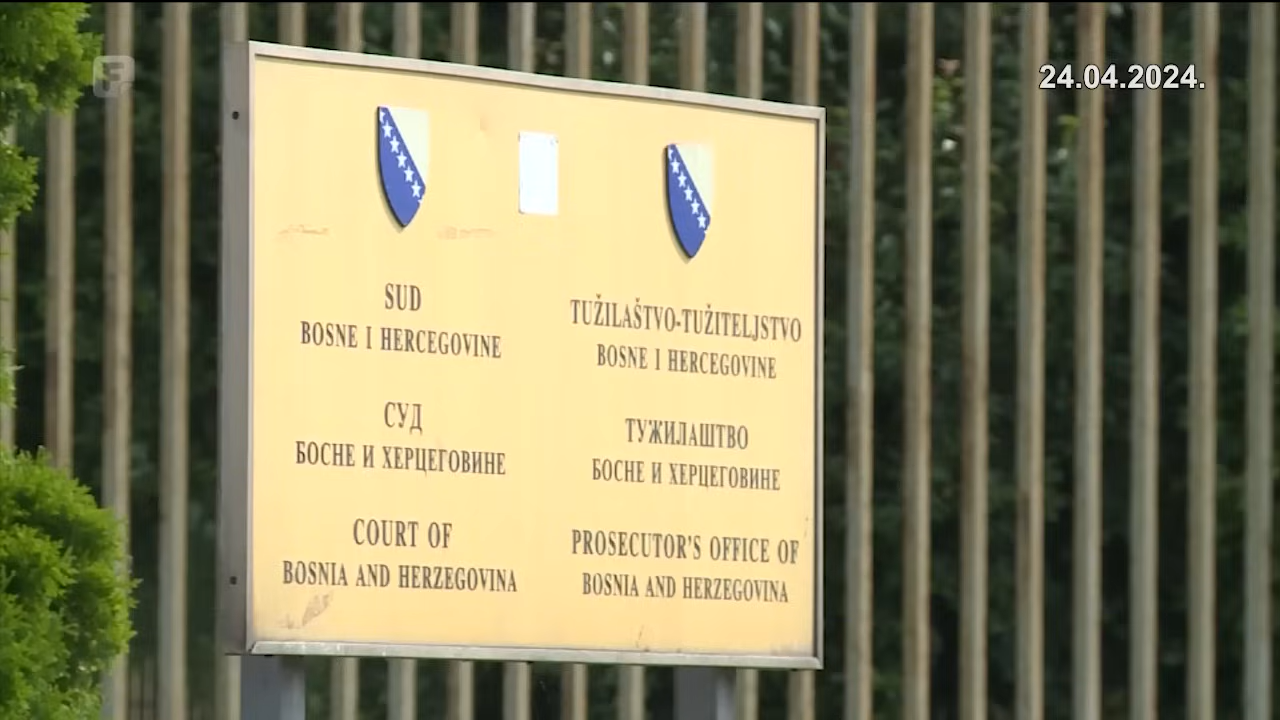 24.04.2024.
SUD
BOSNE I HERCEGOVINE
СУД
БОСНЕ И ХЕРЦЕГОВИНЕ
COURT OF
BOSNIA AND HERZEGOVINA
TUŽILAŠTVO-TUŽITELJSTVO
BOSNE I HERCEGOVINE
ТУЖИЛАШТВО
БОСНЕ И ХЕРЦЕГОВИНЕ
PROSECUTOR'S OFFICE OF
BOSNIA AND HERZEGOVINA